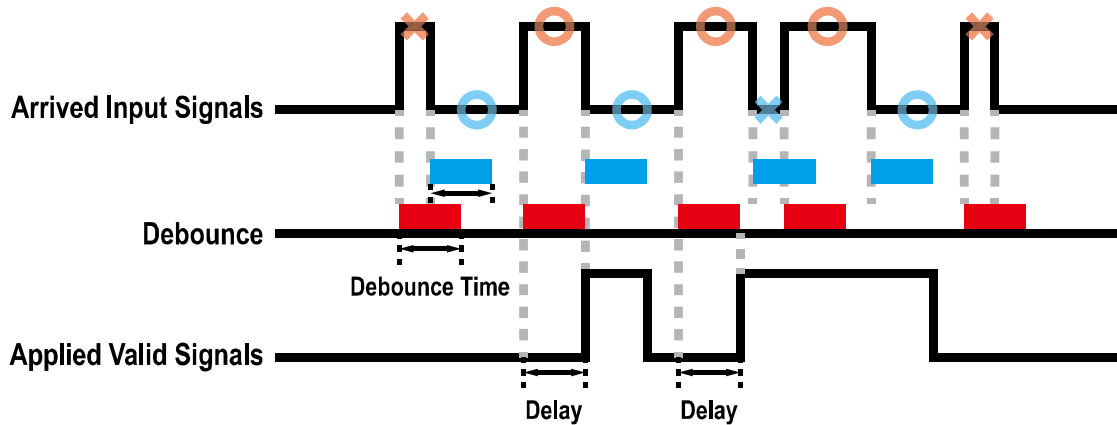 Arrived Input Signals
Debounce
Debounce Time
Applied Valid Signals
Delay
Delay